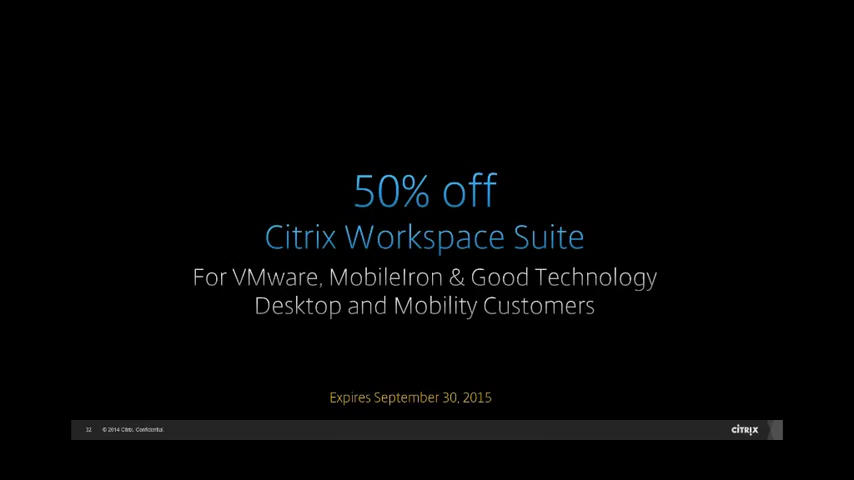 50% off
Citrix Workspace Suite
For VMware, MobileIron & Good Technology
Desktop and Mobility Customers
Expires September 30, 2015
32 © 2014 Citrix. Confidential.
CITRIX